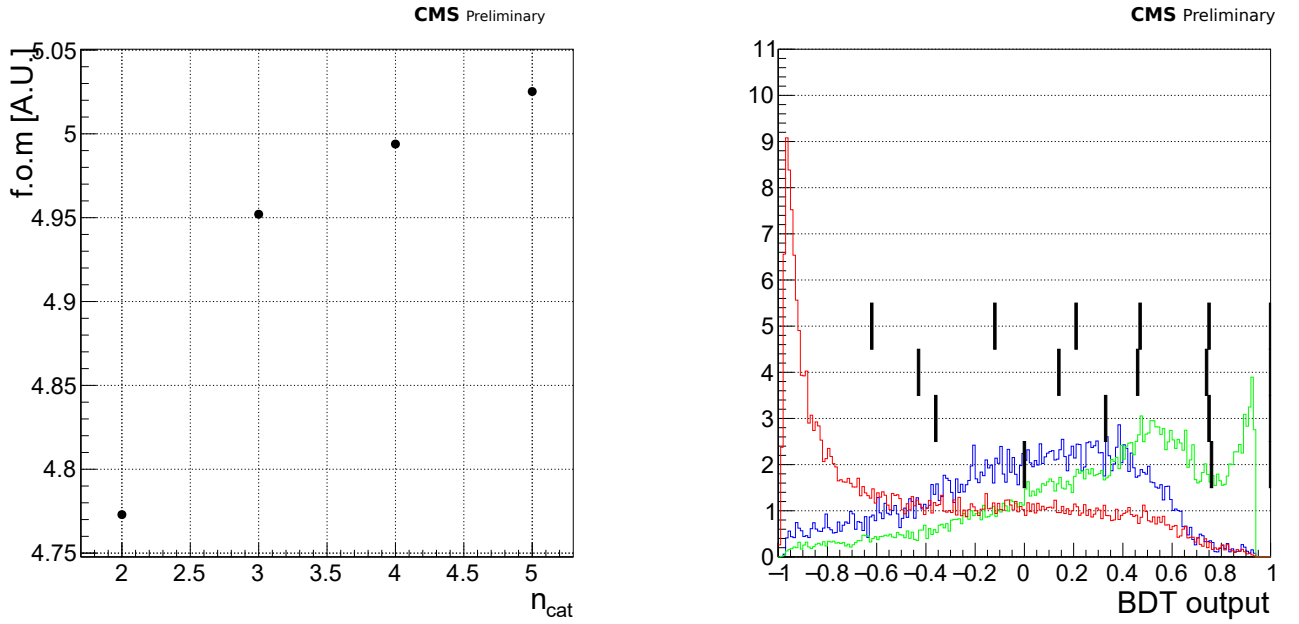 CMS Preliminary
f.o.m [A.U.]
5.05
5
4.95
4.9
4.85
4.8
4.75
2 2.5 3 3.5 4 4.5 5
n_cat
CMS Preliminary
11
10
9
8
7
6
5
4
3
2
1
0
−1 −0.8 −0.6 −0.4 −0.2 0 0.2 0.4 0.6 0.8 1
BDT output